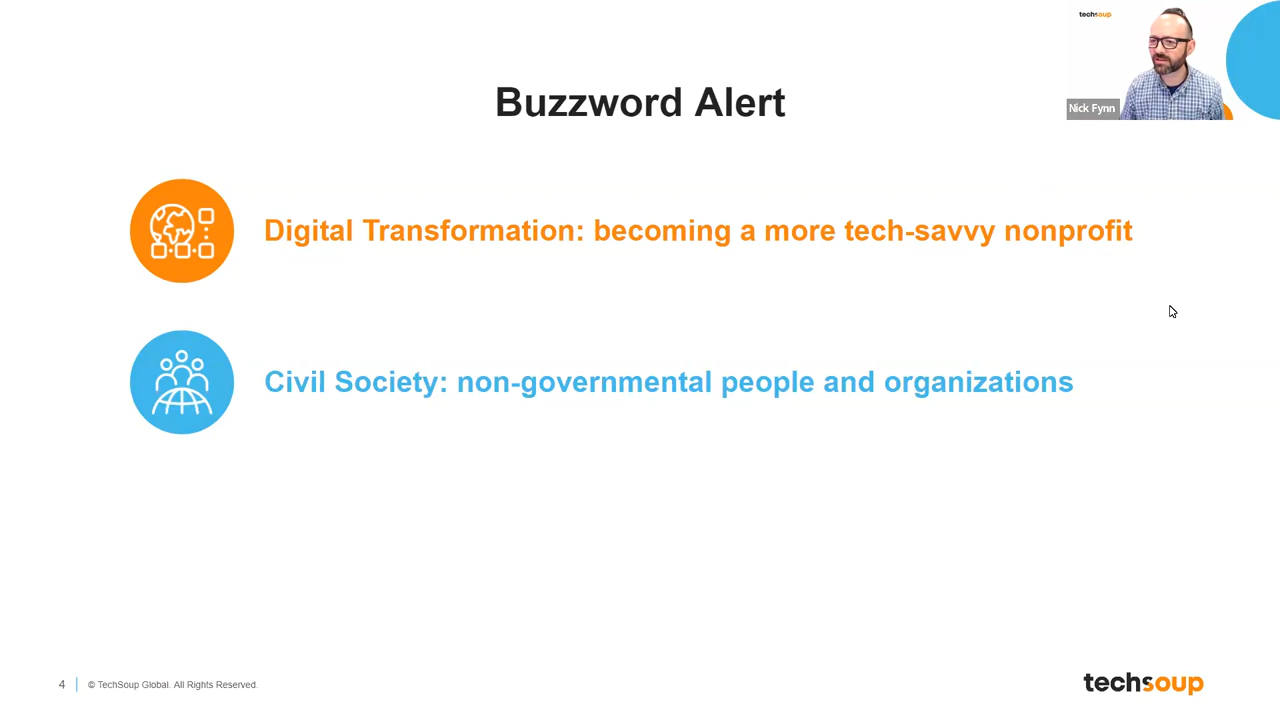 techsoup
Nick Fynn
Buzzword Alert
Digital Transformation: becoming a more tech-savvy nonprofit
Civil Society: non-governmental people and organizations
4
© TechSoup Global. All Rights Reserved.
techsoup